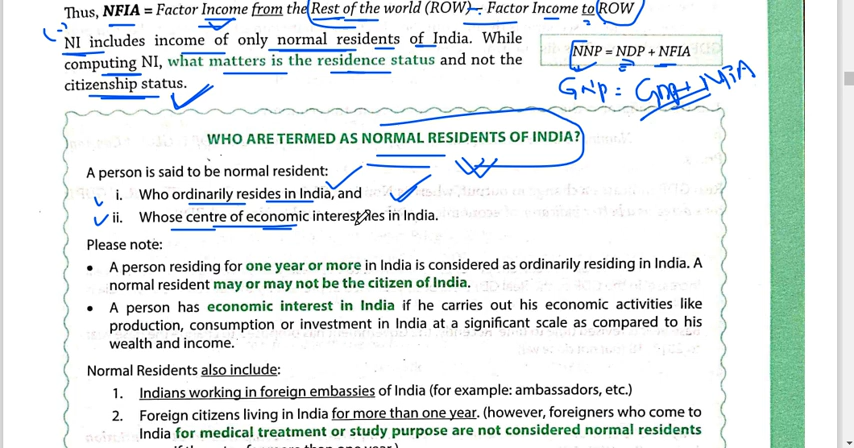 Thus, NFIA = Factor Income from the Rest of the world (ROW) – Factor Income to ROW
NI includes income of only normal residents of India. While
computing NI, what matters is the residence status and not the
citizenship status.
NNP = NDP + NFIA
GNP = GDP + NFIA
WHO ARE TERMED AS NORMAL RESIDENTS OF INDIA?
A person is said to be normal resident:
i. Who ordinarily resides in India, and
ii. Whose centre of economic interest lies in India.
Please note:
• A person residing for one year or more in India is considered as ordinarily residing in India. A
normal resident may or may not be the citizen of India.
• A person has economic interest in India if he carries out his economic activities like
production, consumption or investment in India at a significant scale as compared to his
wealth and income.
Normal Residents also include:
1. Indians working in foreign embassies of India (for example: ambassadors, etc.)
2. Foreign citizens living in India for more than one year. (however, foreigners who come to
India for medical treatment or study purpose are not considered normal residents